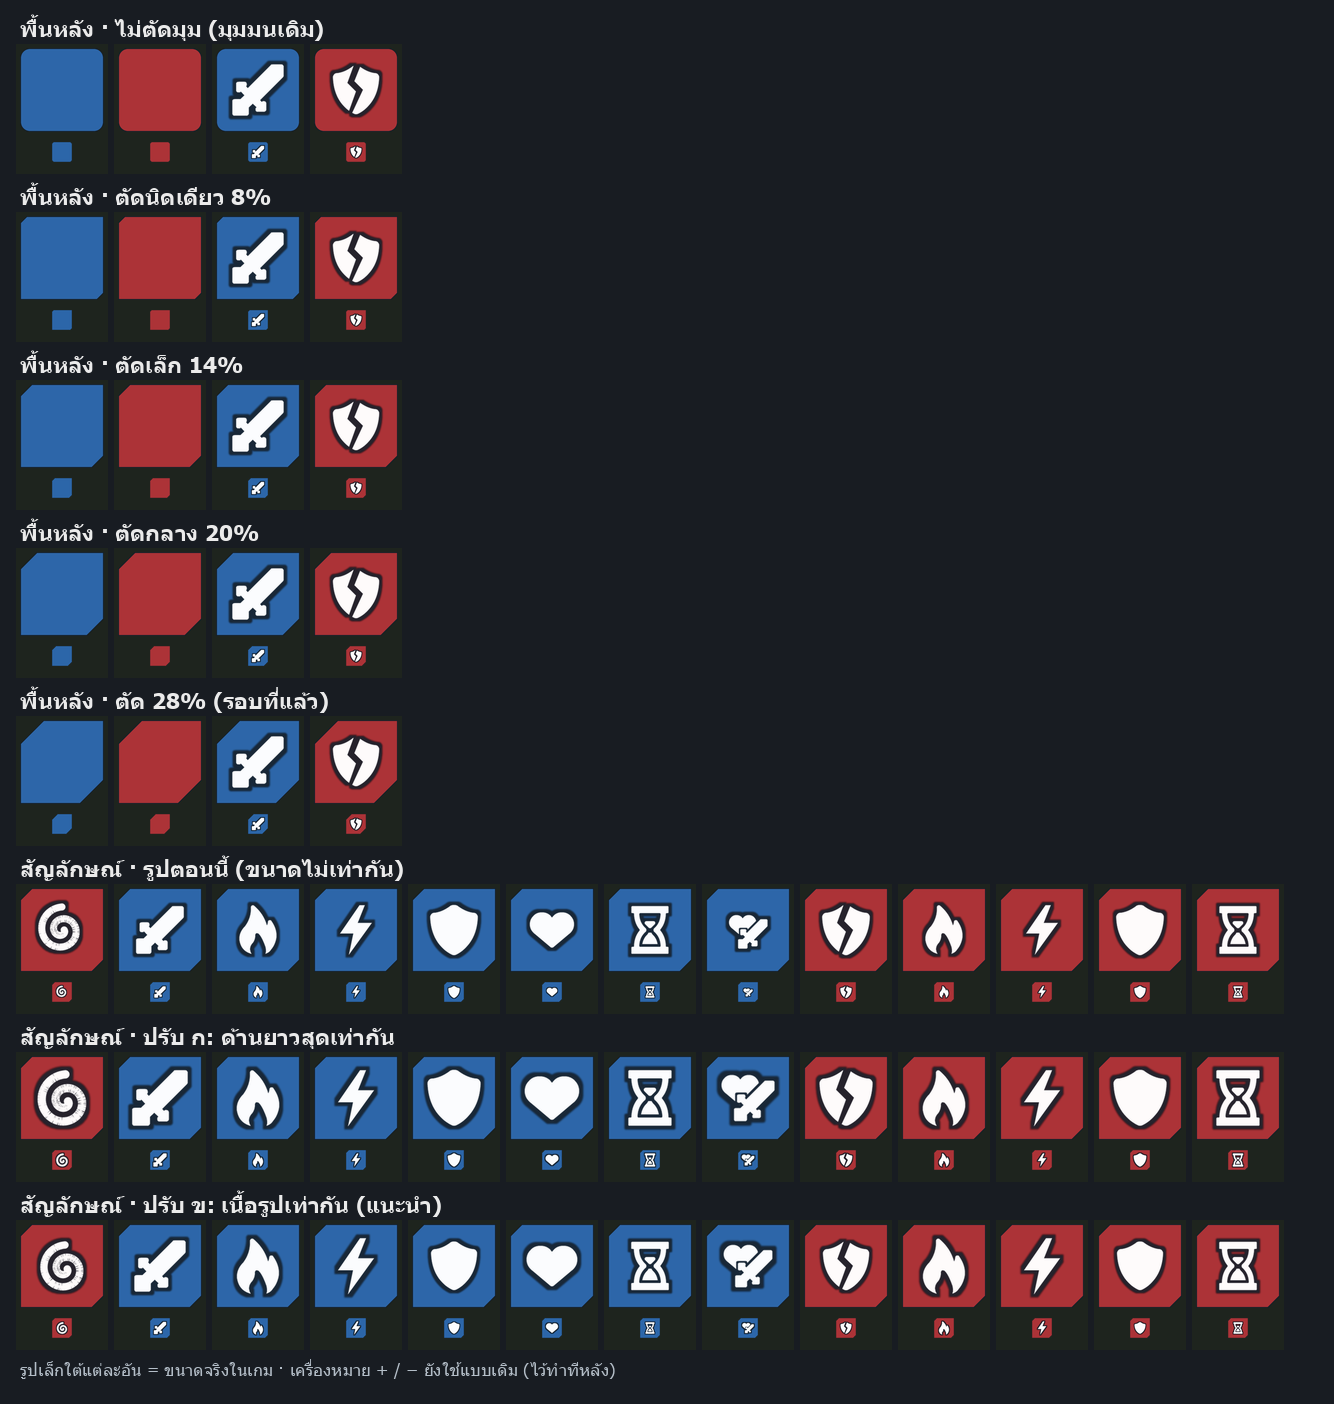 พื้นหลัง · ไม่ตัดมุม (มุมมนเดิม)
พื้นหลัง · ตัดนิดเดียว 8%
พื้นหลัง · ตัดเล็ก 14%
พื้นหลัง · ตัดกลาง 20%
พื้นหลัง · ตัด 28% (รอบที่แล้ว)
สัญลักษณ์ · รูปตอนนี้ (ขนาดไม่เท่ากัน)
สัญลักษณ์ · ปรับ ก: ด้านยาวสุดเท่ากัน
สัญลักษณ์ · ปรับ ข: เนื้อรูปเท่ากัน (แนะนำ)
รูปเล็กใต้แต่ละอัน = ขนาดจริงในเกม · เครื่องหมาย + / − ยังใช้แบบเดิม (ไว้ทำทีหลัง)